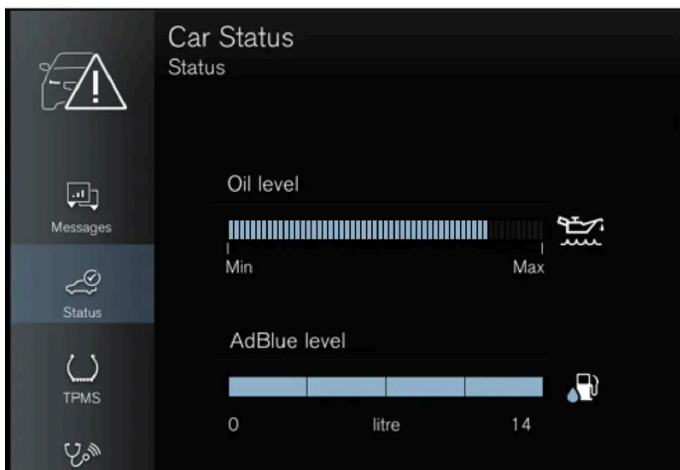 Car Status
Status
Messages
Status
TPMS
Oil level
Min Max
AdBlue level
0 litre 14